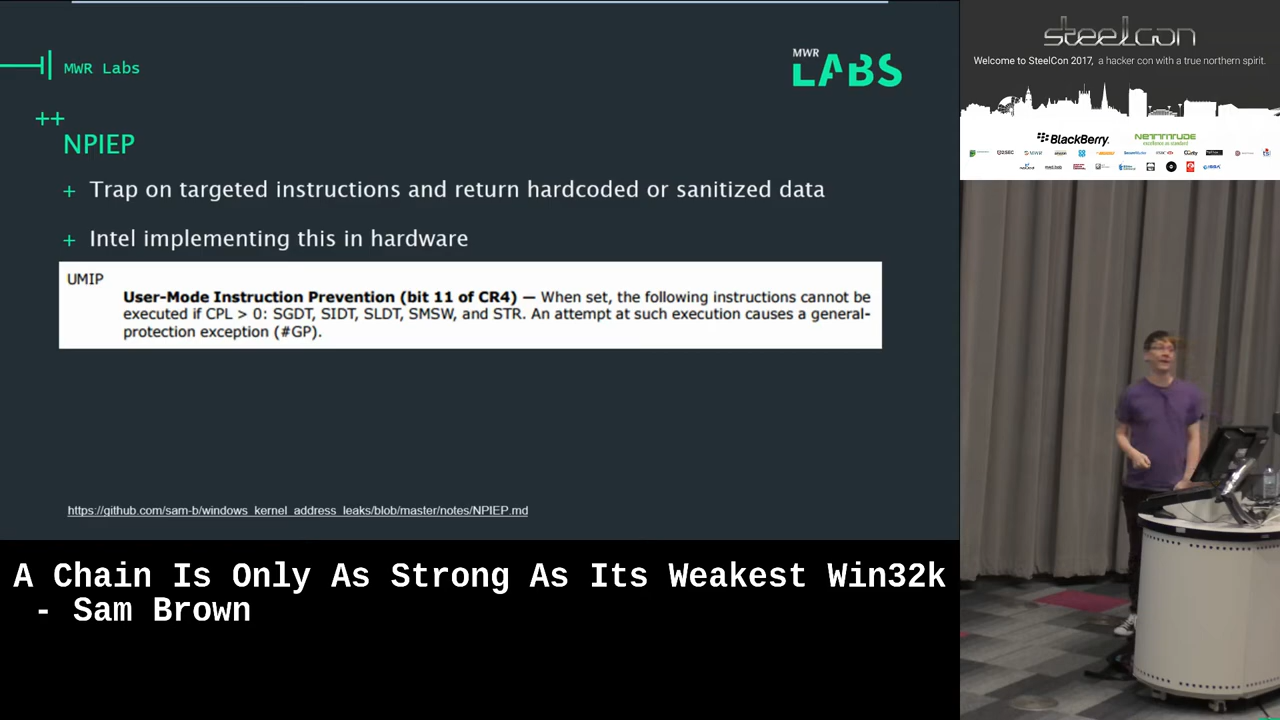 MWR Labs
MWR
LABS
++
NPIEP
+ Trap on targeted instructions and return hardcoded or sanitized data
+ Intel implementing this in hardware
UMIP
User-Mode Instruction Prevention (bit 11 of CR4) — When set, the following instructions cannot be
executed if CPL > 0: SGDT, SIDT, SLDT, SMSW, and STR. An attempt at such execution causes a general-
protection exception (#GP).
https://github.com/sam-b/windows_kernel_address_leaks/blob/master/notes/NPIEP.md
A Chain Is Only As Strong As Its Weakest Win32k
- Sam Brown
steelcon
Welcome to SteelCon 2017, a hacker con with a true northern spirit.
BlackBerry
NETTITUDE